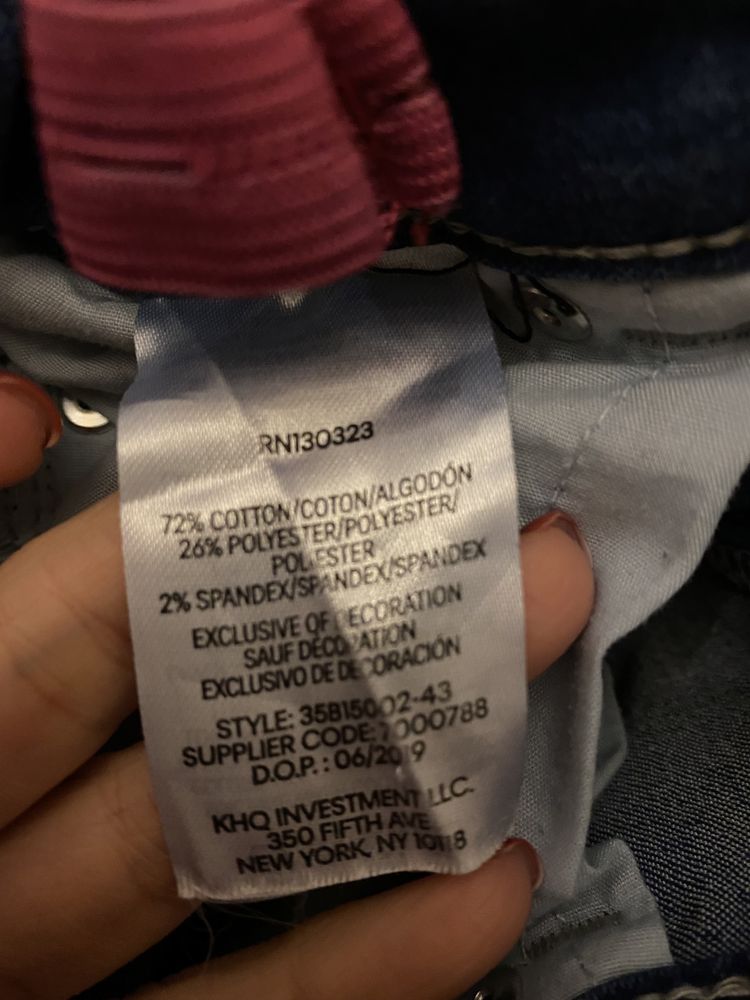 RN130323
72% COTTON/COTON/ALGODÓN
26% POLYESTER/POLYESTER/
POLIESTER
2% SPANDEX/SPANDEX/SPANDEX
EXCLUSIVE OF DECORATION
SAUF DÉCORATION
EXCLUSIVO DE DECORACIÓN
STYLE: 35B15002-43
SUPPLIER CODE: 7000788
D.O.P. : 06/2019
KHQ INVESTMENT LLC.
350 FIFTH AVE
NEW YORK, NY 10118